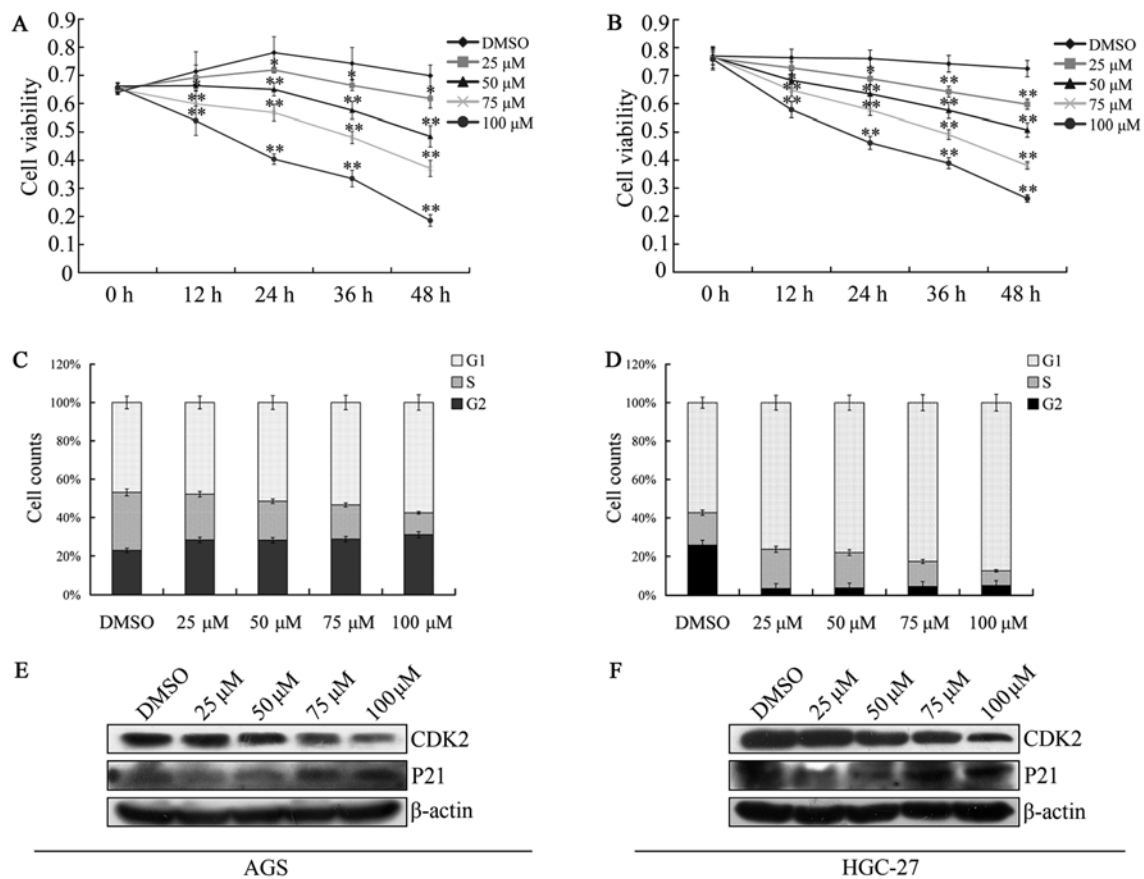 A
0.9
0.8
0.7
0.6
0.5
0.4
0.3
0.2
0.1
0
Cell viability
0 h 12 h 24 h 36 h 48 h
DMSO
25 μM
50 μM
75 μM
100 μM
* * * *
* ** ** **
** ** ** **
** ** ** **
B
0.9
0.8
0.7
0.6
0.5
0.4
0.3
0.2
0.1
0
Cell viability
0 h 12 h 24 h 36 h 48 h
DMSO
25 μM
50 μM
75 μM
100 μM
* ** **
* ** ** **
** ** ** **
** ** ** **
C
120%
100%
80%
60%
40%
20%
0%
Cell counts
DMSO 25 μM 50 μM 75 μM 100 μM
G1
S
G2
D
120%
100%
80%
60%
40%
20%
0%
Cell counts
DMSO 25 μM 50 μM 75 μM 100 μM
G1
S
G2
E
DMSO 25 μM 50 μM 75 μM 100 μM
CDK2
P21
β-actin
AGS
F
DMSO 25 μM 50 μM 75 μM 100 μM
CDK2
P21
β-actin
HGC-27